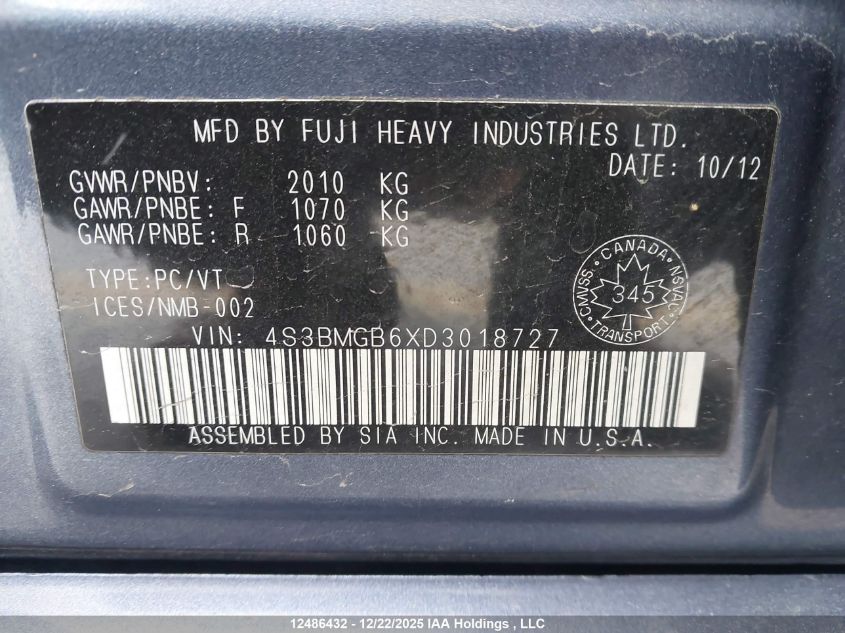 MFD BY FUJI HEAVY INDUSTRIES LTD.
DATE: 10/12
GVWR/PNBV: 2010 KG
GAWR/PNBE: F 1070 KG
GAWR/PNBE: R 1060 KG
TYPE:PC/VT
ICES/NMB-002
CANADA
CMVSS 345 NSVAC
TRANSPORT
VIN: 4S3BMGB6XD3018727
ASSEMBLED BY SIA INC. MADE IN U.S.A.
12486432 - 12/22/2025 IAA Holdings , LLC